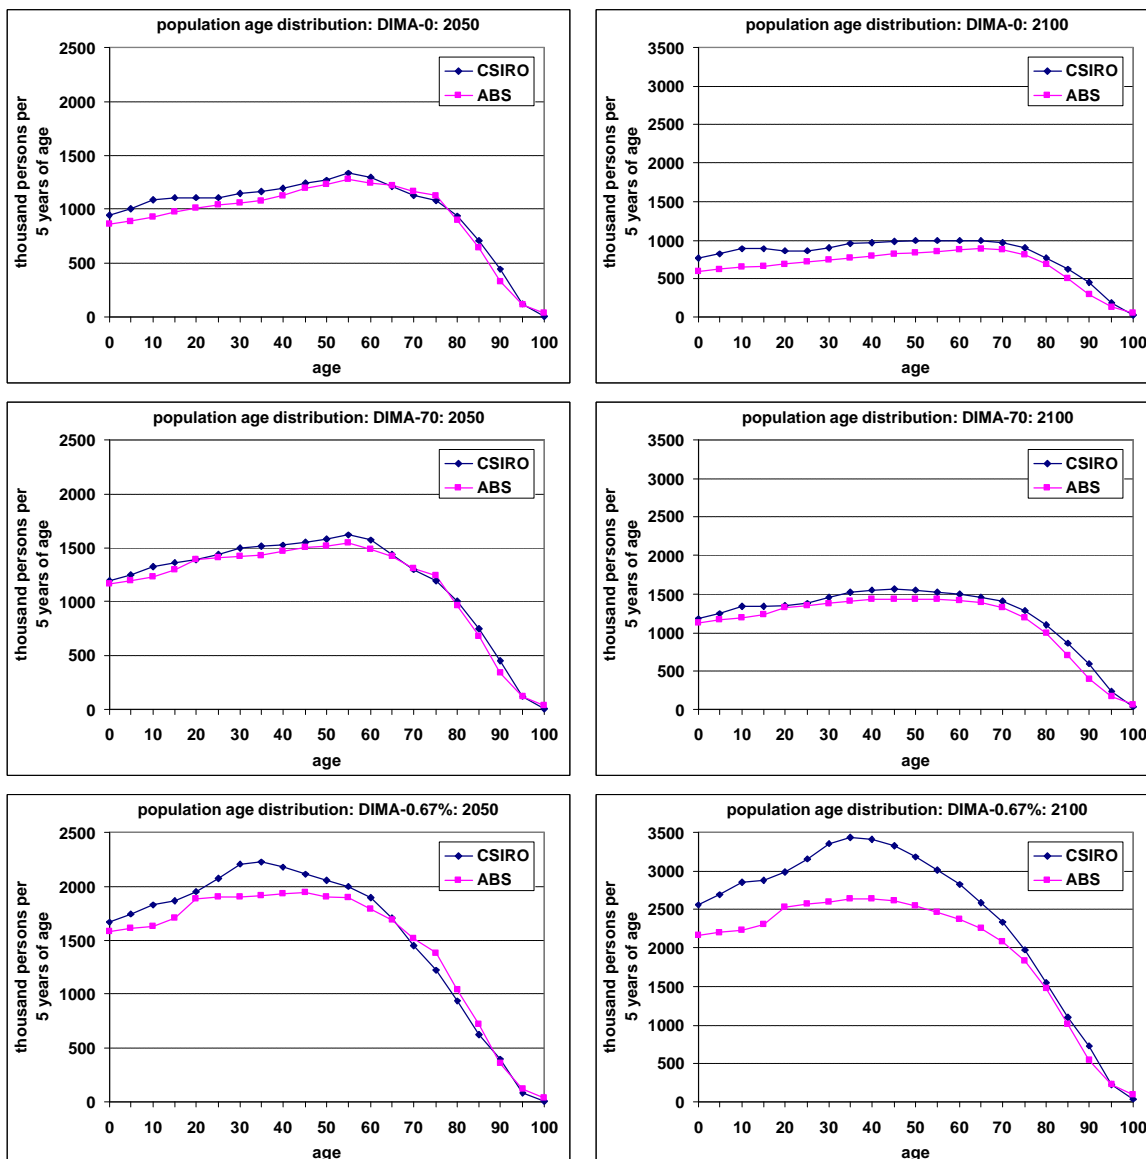 population age distribution: DIMA-0: 2050
thousand persons per
5 years of age
2500
2000
1500
1000
500
0
CSIRO
ABS
0 10 20 30 40 50 60 70 80 90 100
age
population age distribution: DIMA-0: 2100
thousand persons per
5 years of age
3500
3000
2500
2000
1500
1000
500
0
CSIRO
ABS
0 10 20 30 40 50 60 70 80 90 100
age
population age distribution: DIMA-70: 2050
thousand persons per
5 years of age
2500
2000
1500
1000
500
0
CSIRO
ABS
0 10 20 30 40 50 60 70 80 90 100
age
population age distribution: DIMA-70: 2100
thousand persons per
5 years of age
3500
3000
2500
2000
1500
1000
500
0
CSIRO
ABS
0 10 20 30 40 50 60 70 80 90 100
age
population age distribution: DIMA-0.67%: 2050
thousand persons per
5 years of age
2500
2000
1500
1000
500
0
CSIRO
ABS
0 10 20 30 40 50 60 70 80 90 100
age
population age distribution: DIMA-0.67%: 2100
thousand persons per
5 years of age
3500
3000
2500
2000
1500
1000
500
0
CSIRO
ABS
0 10 20 30 40 50 60 70 80 90 100
age